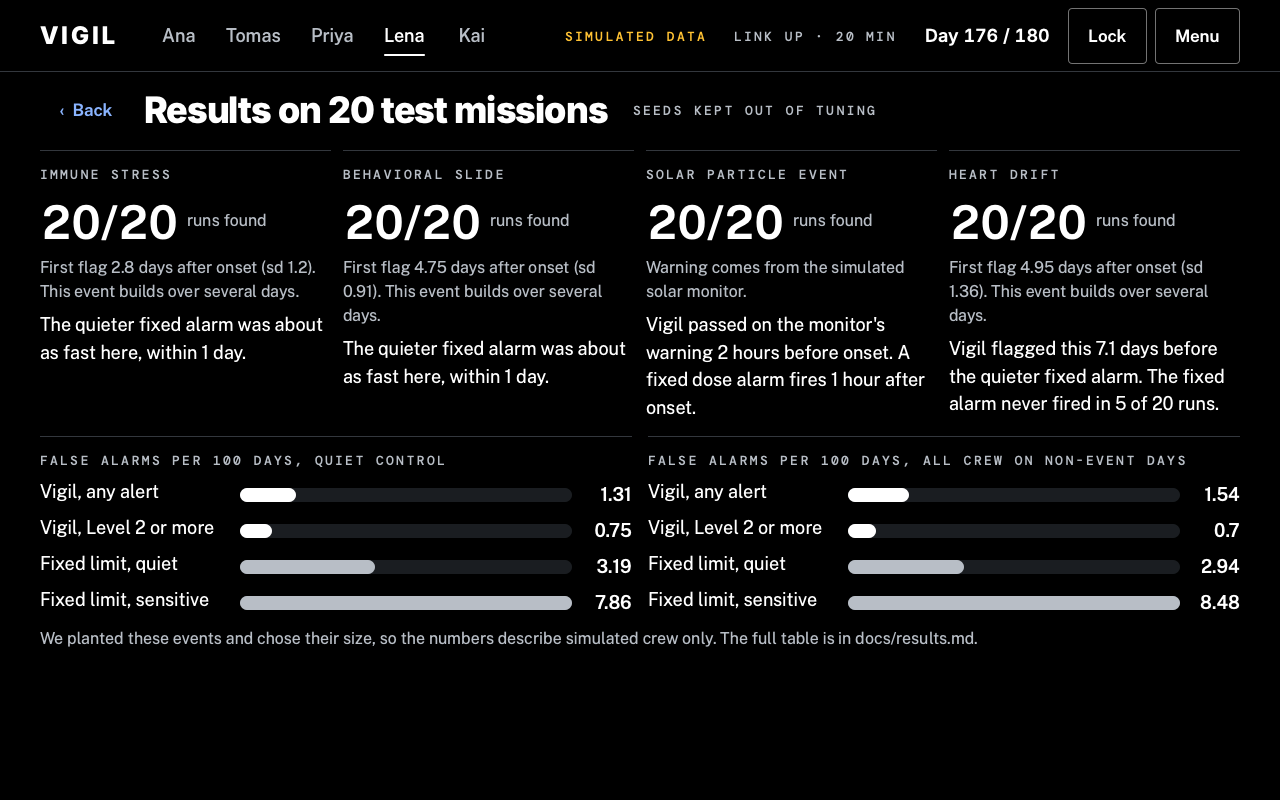 VIGIL
Ana
Tomas
Priya
Lena
Kai
SIMULATED DATA
LINK UP · 20 MIN
Day 176 / 180
Lock
Menu
‹ Back
Results on 20 test missions
SEEDS KEPT OUT OF TUNING
IMMUNE STRESS
20/20 runs found
First flag 2.8 days after onset (sd 1.2).
This event builds over several days.
The quieter fixed alarm was about
as fast here, within 1 day.
BEHAVIORAL SLIDE
20/20 runs found
First flag 4.75 days after onset (sd
0.91). This event builds over several
days.
The quieter fixed alarm was about
as fast here, within 1 day.
SOLAR PARTICLE EVENT
20/20 runs found
Warning comes from the simulated
solar monitor.
Vigil passed on the monitor's
warning 2 hours before onset. A
fixed dose alarm fires 1 hour after
onset.
HEART DRIFT
20/20 runs found
First flag 4.95 days after onset (sd
1.36). This event builds over several
days.
Vigil flagged this 7.1 days before
the quieter fixed alarm. The fixed
alarm never fired in 5 of 20 runs.
FALSE ALARMS PER 100 DAYS, QUIET CONTROL
Vigil, any alert 1.31
Vigil, Level 2 or more 0.75
Fixed limit, quiet 3.19
Fixed limit, sensitive 7.86
FALSE ALARMS PER 100 DAYS, ALL CREW ON NON-EVENT DAYS
Vigil, any alert 1.54
Vigil, Level 2 or more 0.7
Fixed limit, quiet 2.94
Fixed limit, sensitive 8.48
We planted these events and chose their size, so the numbers describe simulated crew only. The full table is in docs/results.md.